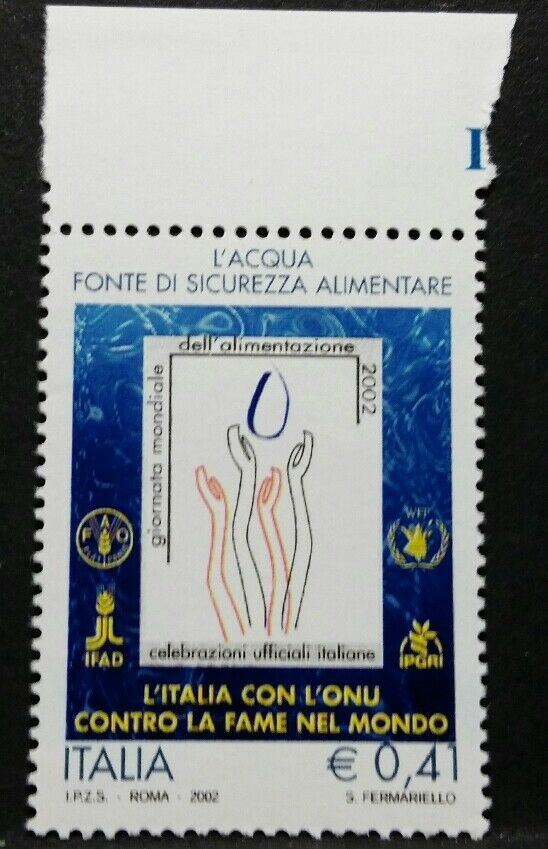 I
L'ACQUA
FONTE DI SICUREZZA ALIMENTARE
giornata mondiale
dell'alimentazione
2002
FAO
WFP
IFAD
IPGRI
celebrazioni ufficiali italiane
L'ITALIA CON L'ONU
CONTRO LA FAME NEL MONDO
ITALIA € 0,41
I.P.Z.S. - ROMA - 2002 S. FERMARIELLO